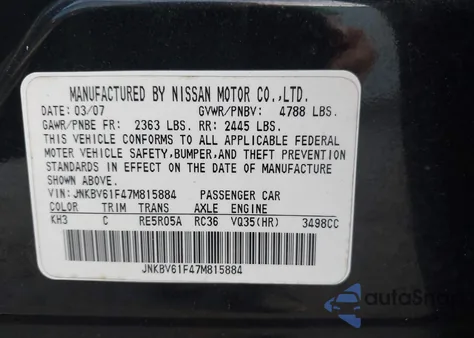 MANUFACTURED BY NISSAN MOTOR CO.,LTD.
DATE: 03/07 GVWR/PNBV: 4788 LBS.
GAWR/PNBE FR: 2363 LBS. RR: 2445 LBS.
THIS VEHICLE CONFORMS TO ALL APPLICABLE FEDERAL
MOTOR VEHICLE SAFETY, BUMPER, AND THEFT PREVENTION
STANDARDS IN EFFECT ON THE DATE OF MANUFACTURE
SHOWN ABOVE.
VIN: JNKBV61F47M815884 PASSENGER CAR
COLOR TRIM TRANS AXLE ENGINE
KH3 C RE5R05A RC36 VQ35(HR) 3498CC
JNKBV61F47M815884